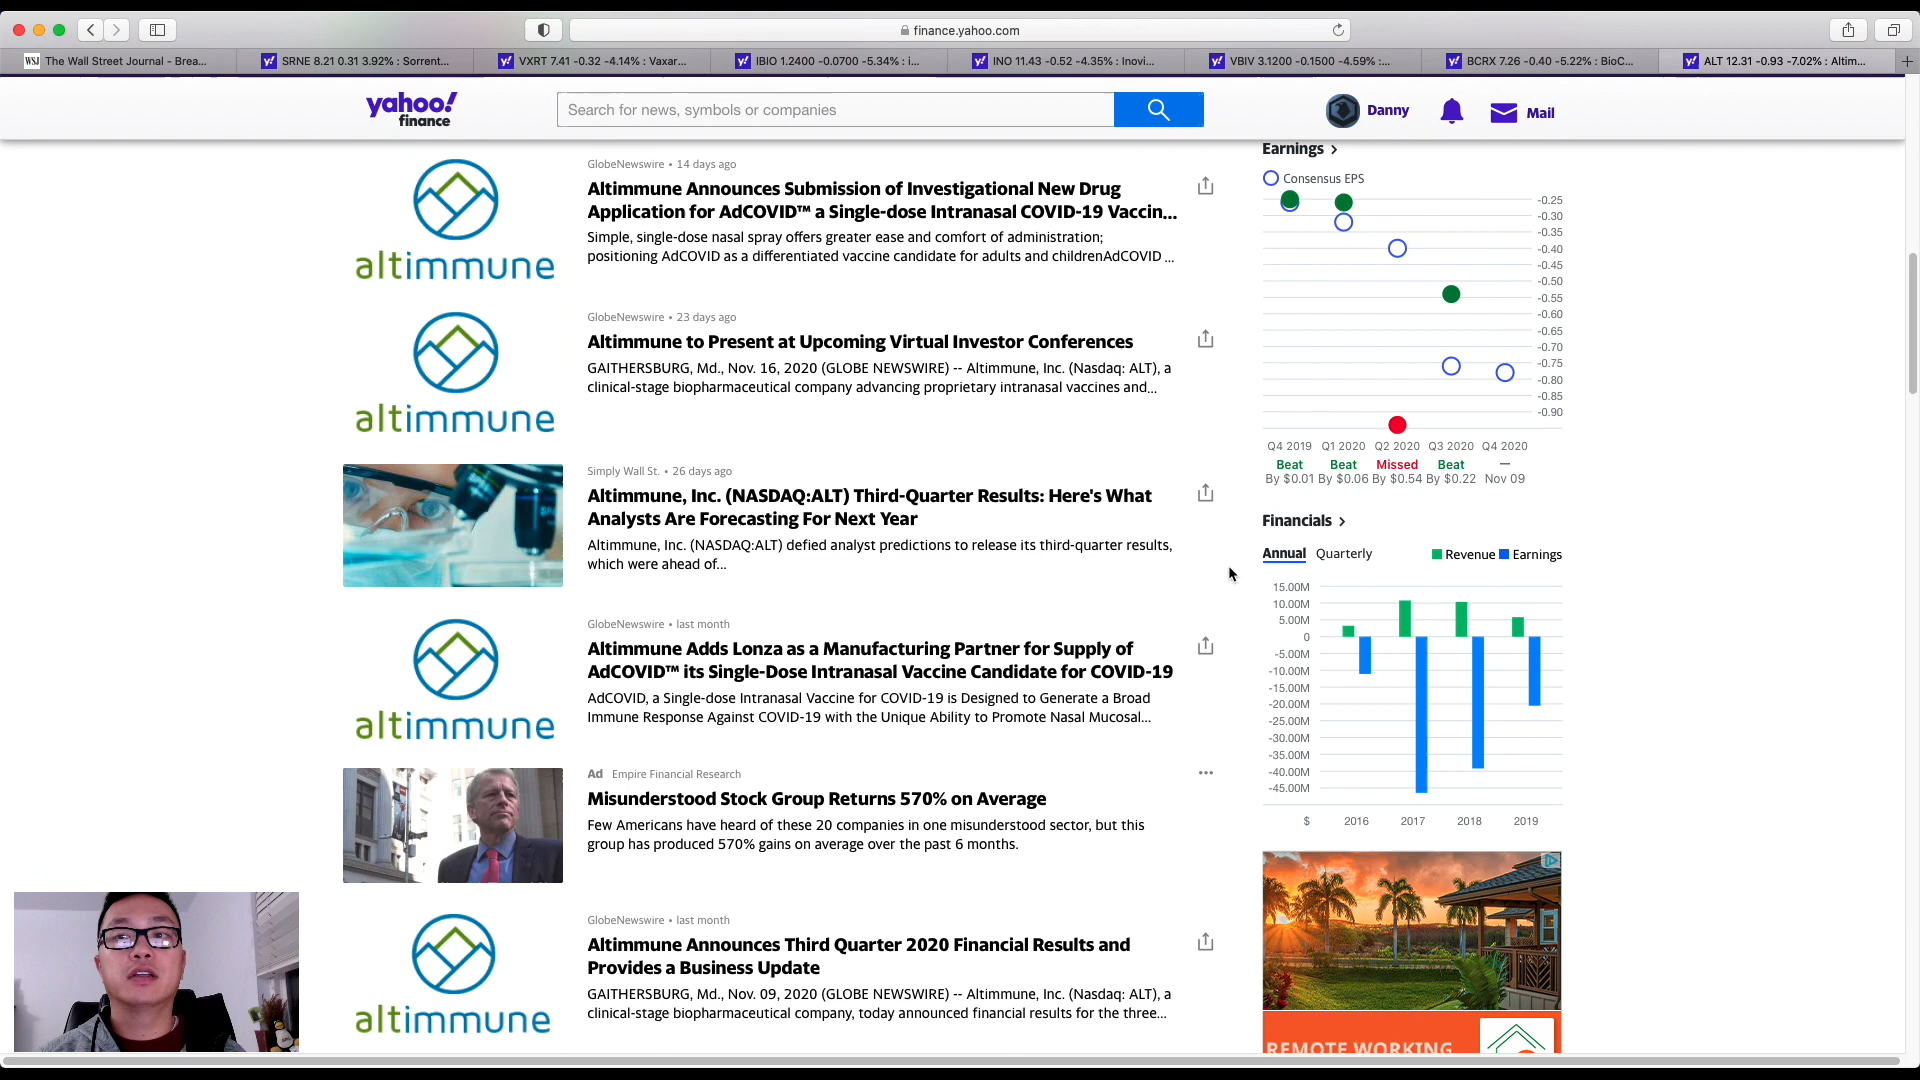 finance.yahoo.com
WSJ The Wall Street Journal - Brea...
y! SRNE 8.21 0.31 3.92% : Sorrent...
y! VXRT 7.41 -0.32 -4.14% : Vaxar...
y! IBIO 1.2400 -0.0700 -5.34% : i...
y! INO 11.43 -0.52 -4.35% : Inovi...
y! VBIV 3.1200 -0.1500 -4.59% :...
y! BCRX 7.26 -0.40 -5.22% : BioC...
y! ALT 12.31 -0.93 -7.02% : Altim...
yahoo!
finance
Search for news, symbols or companies
Danny
Mail
GlobeNewswire • 14 days ago
Altimmune Announces Submission of Investigational New Drug
Application for AdCOVID™ a Single-dose Intranasal COVID-19 Vaccin...
Simple, single-dose nasal spray offers greater ease and comfort of administration;
positioning AdCOVID as a differentiated vaccine candidate for adults and childrenAdCOVID ...
altimmune
GlobeNewswire • 23 days ago
Altimmune to Present at Upcoming Virtual Investor Conferences
GAITHERSBURG, Md., Nov. 16, 2020 (GLOBE NEWSWIRE) -- Altimmune, Inc. (Nasdaq: ALT), a
clinical-stage biopharmaceutical company advancing proprietary intranasal vaccines and...
altimmune
Simply Wall St. • 26 days ago
Altimmune, Inc. (NASDAQ:ALT) Third-Quarter Results: Here's What
Analysts Are Forecasting For Next Year
Altimmune, Inc. (NASDAQ:ALT) defied analyst predictions to release its third-quarter results,
which were ahead of...
GlobeNewswire • last month
Altimmune Adds Lonza as a Manufacturing Partner for Supply of
AdCOVID™ its Single-Dose Intranasal Vaccine Candidate for COVID-19
AdCOVID, a Single-dose Intranasal Vaccine for COVID-19 is Designed to Generate a Broad
Immune Response Against COVID-19 with the Unique Ability to Promote Nasal Mucosal...
altimmune
Ad Empire Financial Research
Misunderstood Stock Group Returns 570% on Average
Few Americans have heard of these 20 companies in one misunderstood sector, but this
group has produced 570% gains on average over the past 6 months.
GlobeNewswire • last month
Altimmune Announces Third Quarter 2020 Financial Results and
Provides a Business Update
GAITHERSBURG, Md., Nov. 09, 2020 (GLOBE NEWSWIRE) -- Altimmune, Inc. (Nasdaq: ALT), a
clinical-stage biopharmaceutical company, today announced financial results for the three...
altimmune
Earnings
Consensus EPS
-0.25
-0.30
-0.35
-0.40
-0.45
-0.50
-0.55
-0.60
-0.65
-0.70
-0.75
-0.80
-0.85
-0.90
Q4 2019 Q1 2020 Q2 2020 Q3 2020 Q4 2020
Beat Beat Missed Beat —
By $0.01 By $0.06 By $0.54 By $0.22 Nov 09
Financials
Annual Quarterly Revenue Earnings
15.00M
10.00M
5.00M
0
-5.00M
-10.00M
-15.00M
-20.00M
-25.00M
-30.00M
-35.00M
-40.00M
-45.00M
$ 2016 2017 2018 2019
REMOTE WORKING